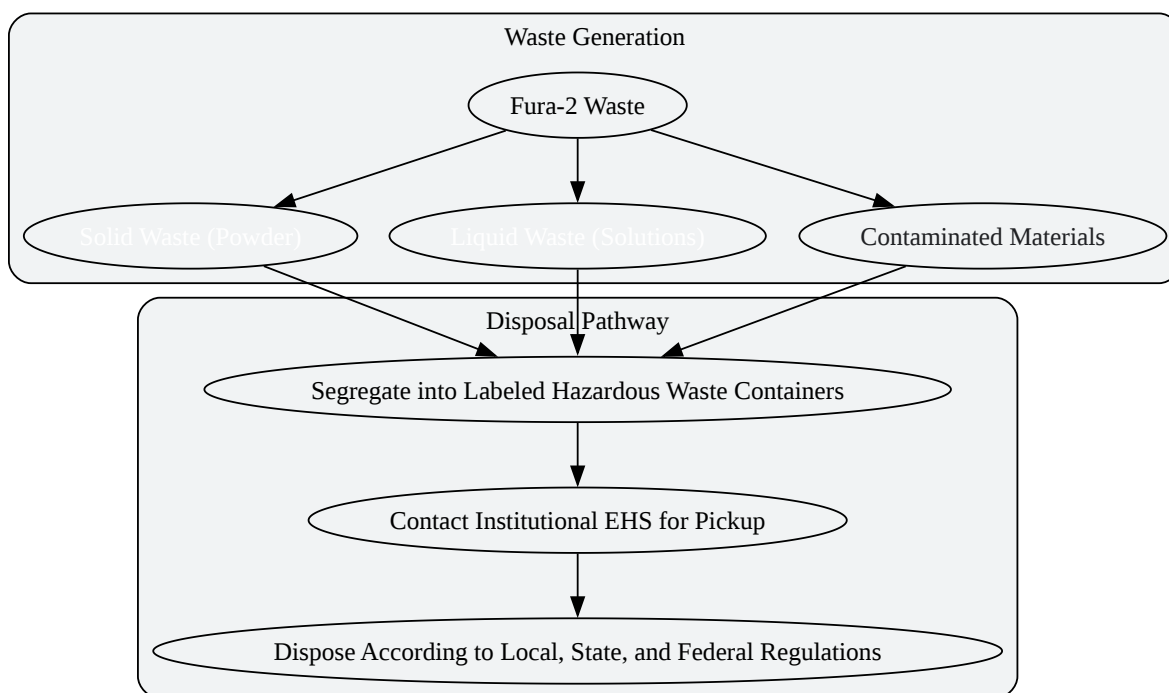 Waste Generation
Fura-2 Waste
Solid Waste (Powder)
Liquid Waste (Solutions)
Contaminated Materials
Disposal Pathway
Segregate into Labeled Hazardous Waste Containers
Contact Institutional EHS for Pickup
Dispose According to Local, State, and Federal Regulations